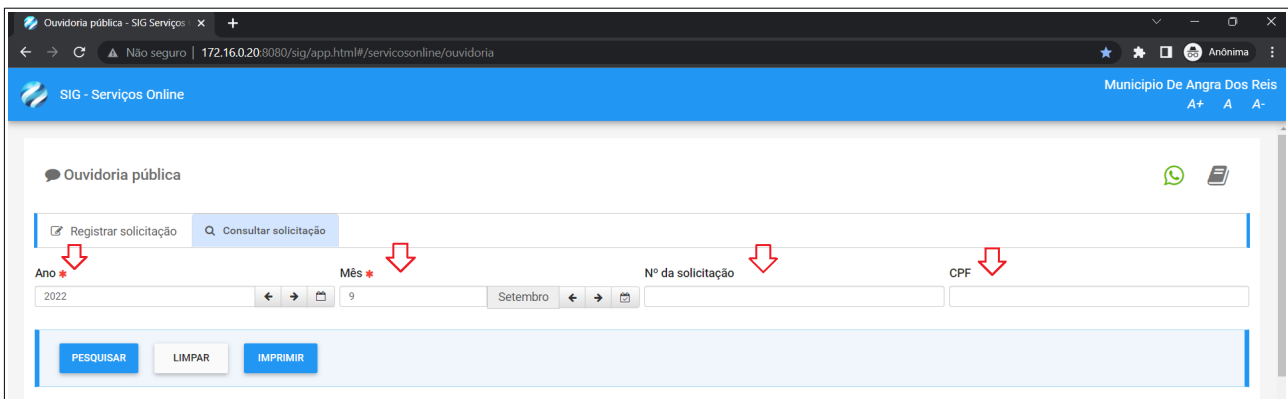 Ouvidoria pública - SIG Serviços
Não seguro | 172.16.0.20:8080/sig/app.html#/servicosonline/ouvidoria
Anônima
SIG - Serviços Online
Municipio De Angra Dos Reis
A+ A A-
Ouvidoria pública
Registrar solicitação
Consultar solicitação
Ano *
Mês *
Nº da solicitação
CPF
2022
9
Setembro
PESQUISAR
LIMPAR
IMPRIMIR